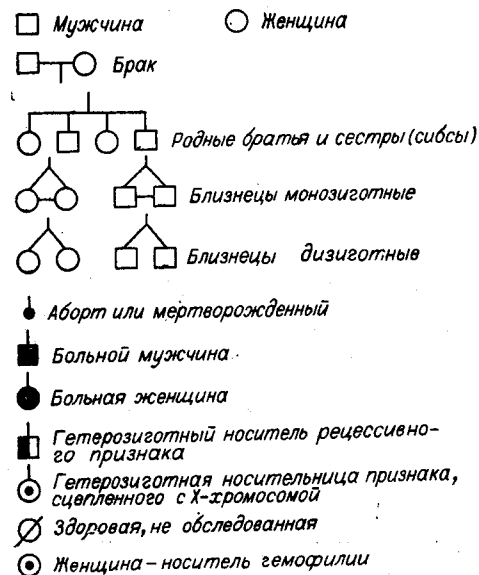 Мужчина
Женщина
Брак
Родные братья и сестры (сибсы)
Близнецы монозиготные
Близнецы дизиготные
Аборт или мертворожденный
Больной мужчина
Больная женщина
Гетерозиготный носитель рецессивно-
го признака
Гетерозиготная носительница признака,
сцепленного с X-хромосомой
Здоровая, не обследованная
Женщина – носитель гемофилии